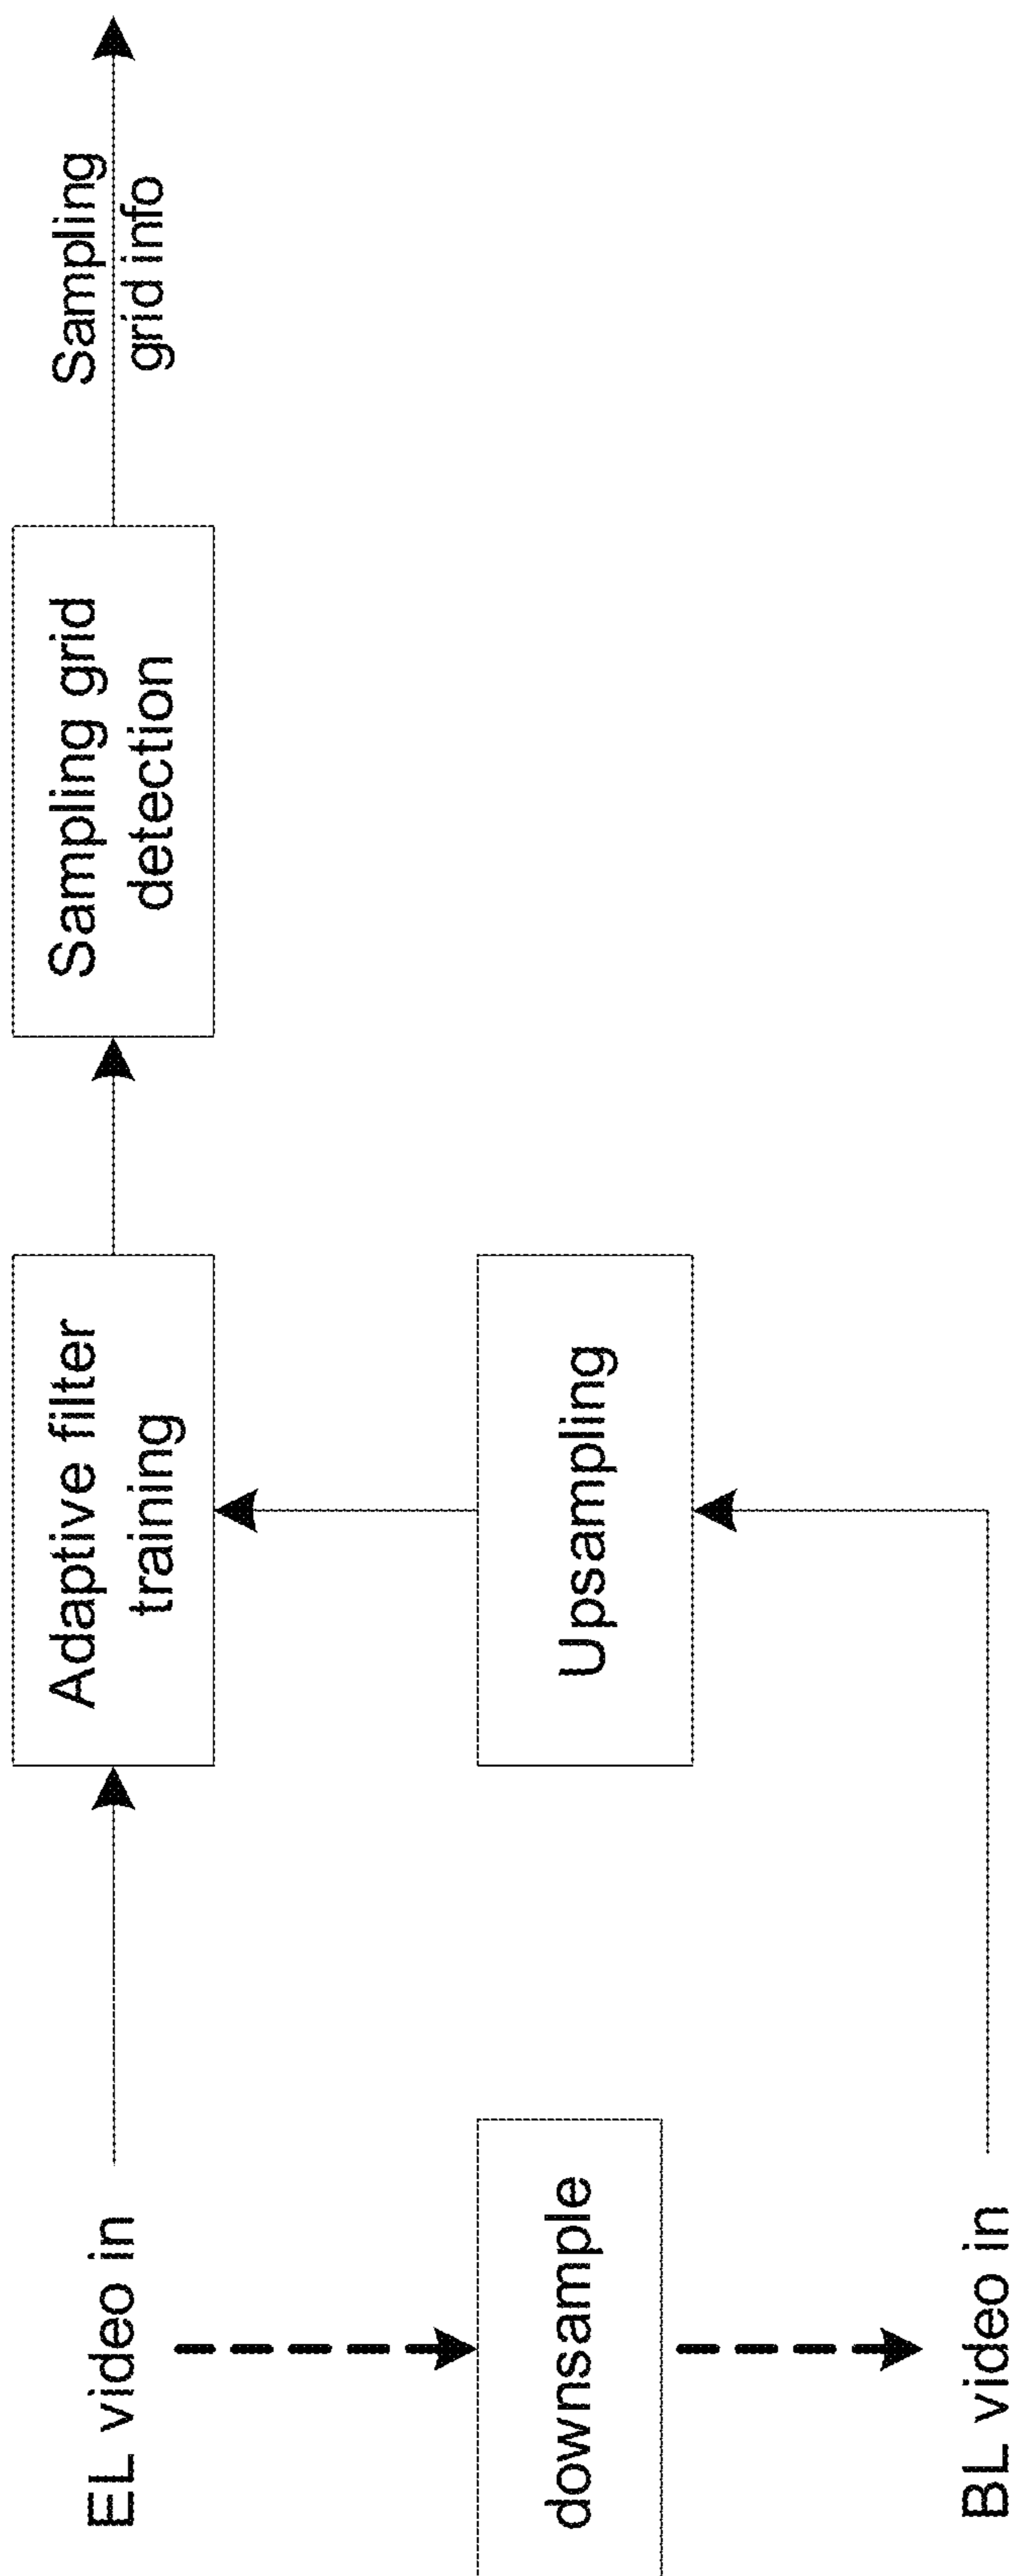 EL video in
Adaptive filter
training
Sampling grid
detection
Sampling
grid info
downsample
Upsampling
BL video in